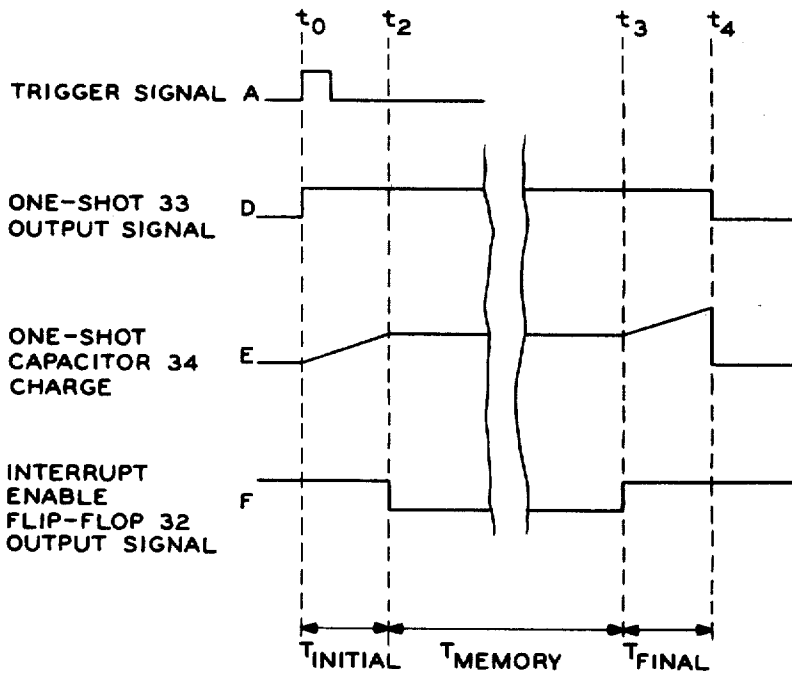 t0 t2 t3 t4
TRIGGER SIGNAL A
ONE-SHOT 33 D
OUTPUT SIGNAL
ONE-SHOT
CAPACITOR 34 E
CHARGE
INTERRUPT
ENABLE F
FLIP-FLOP 32
OUTPUT SIGNAL
TINITIAL TMEMORY TFINAL